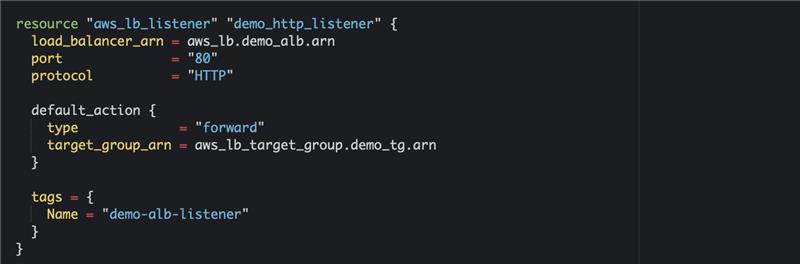 resource "aws_lb_listener" "demo_http_listener" {
  load_balancer_arn = aws_lb.demo_alb.arn
  port              = "80"
  protocol          = "HTTP"

  default_action {
    type             = "forward"
    target_group_arn = aws_lb_target_group.demo_tg.arn
  }

  tags = {
    Name = "demo-alb-listener"
  }
}